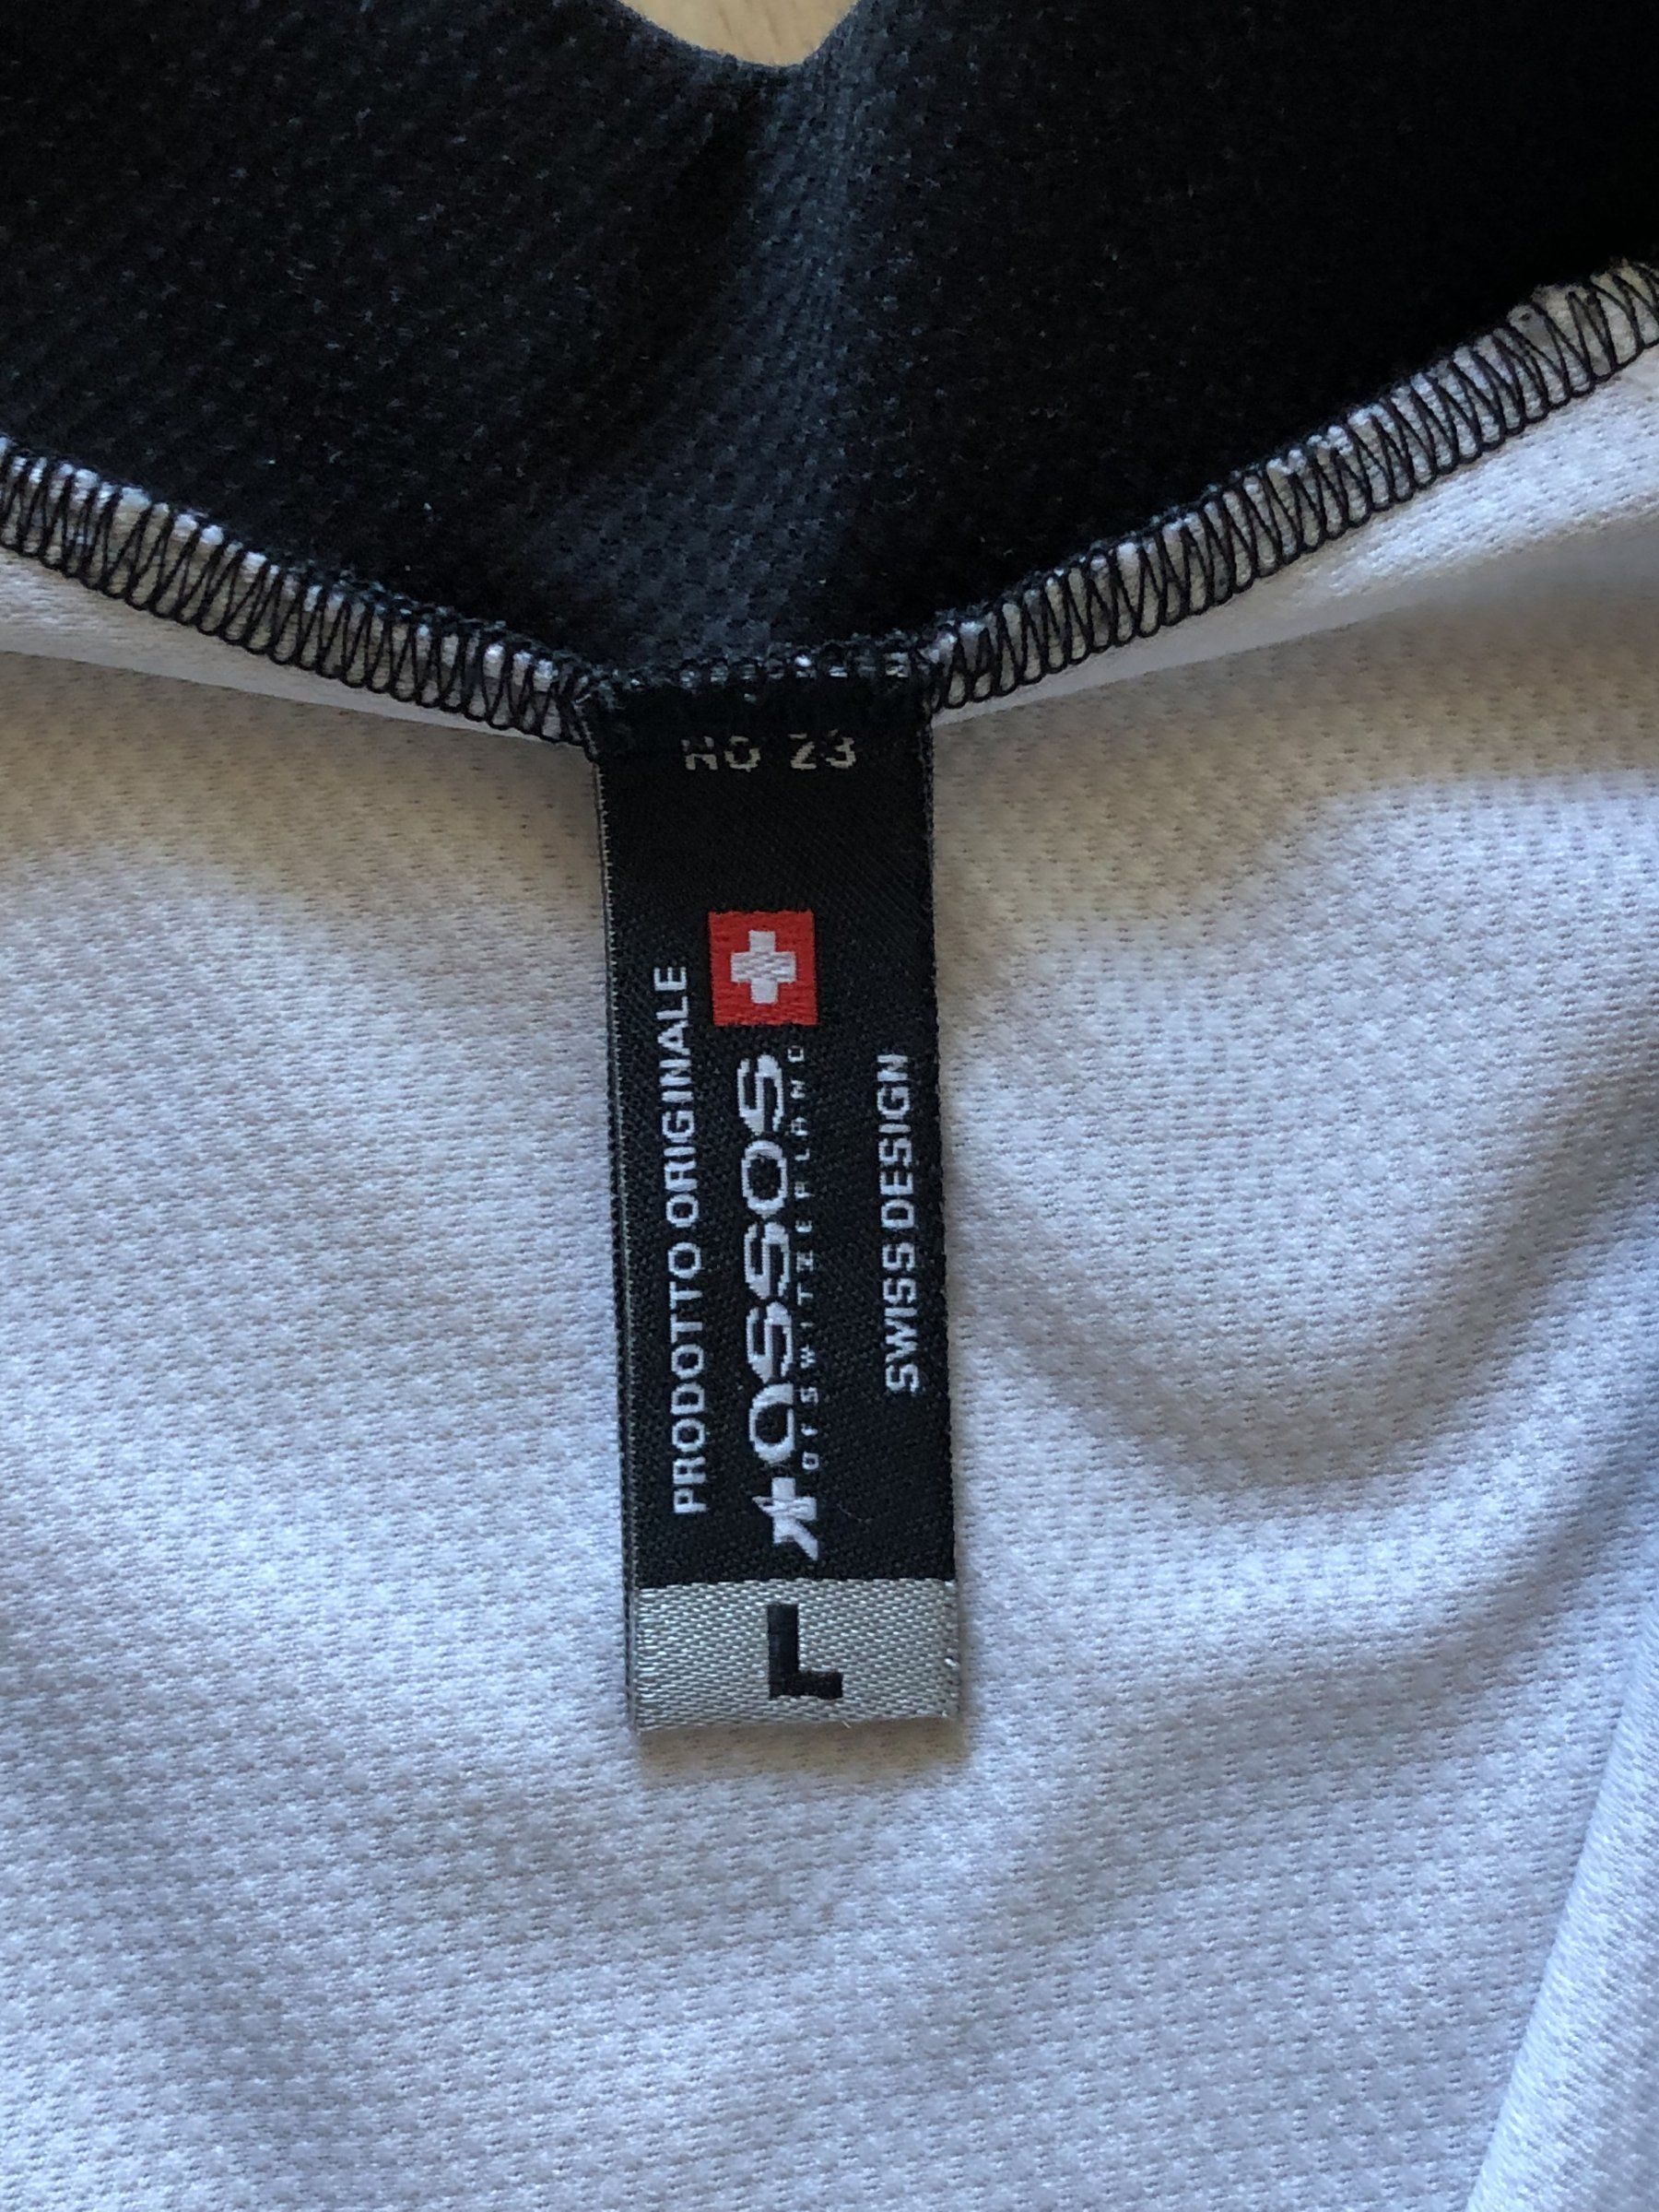 NO 23
PRODOTTO ORIGINALE
assos
OF SWITZERLAND
SWISS DESIGN
L